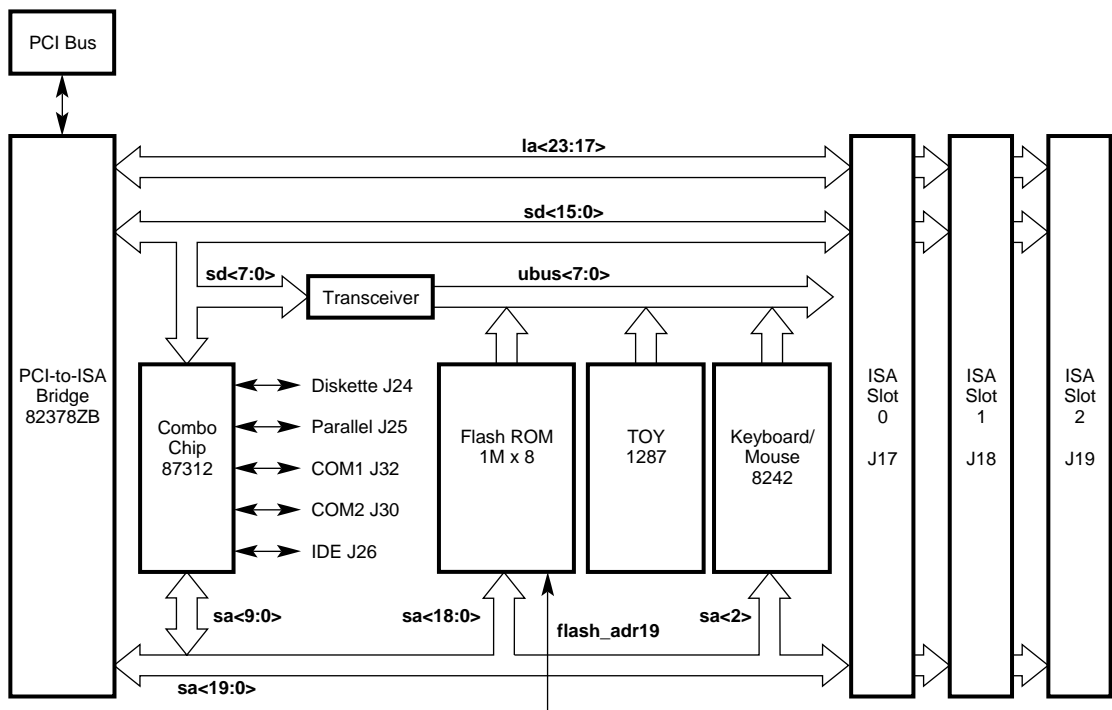 PCI Bus
la<23:17>
sd<15:0>
sd<7:0>
ubus<7:0>
Transceiver
PCI-to-ISA
Bridge
82378ZB
Combo
Chip
87312
Diskette J24
Parallel J25
COM1 J32
COM2 J30
IDE J26
Flash ROM
1M x 8
TOY
1287
Keyboard/
Mouse
8242
ISA
Slot
0
J17
ISA
Slot
1
J18
ISA
Slot
2
J19
sa<9:0>
sa<18:0>
flash_adr19
sa<2>
sa<19:0>